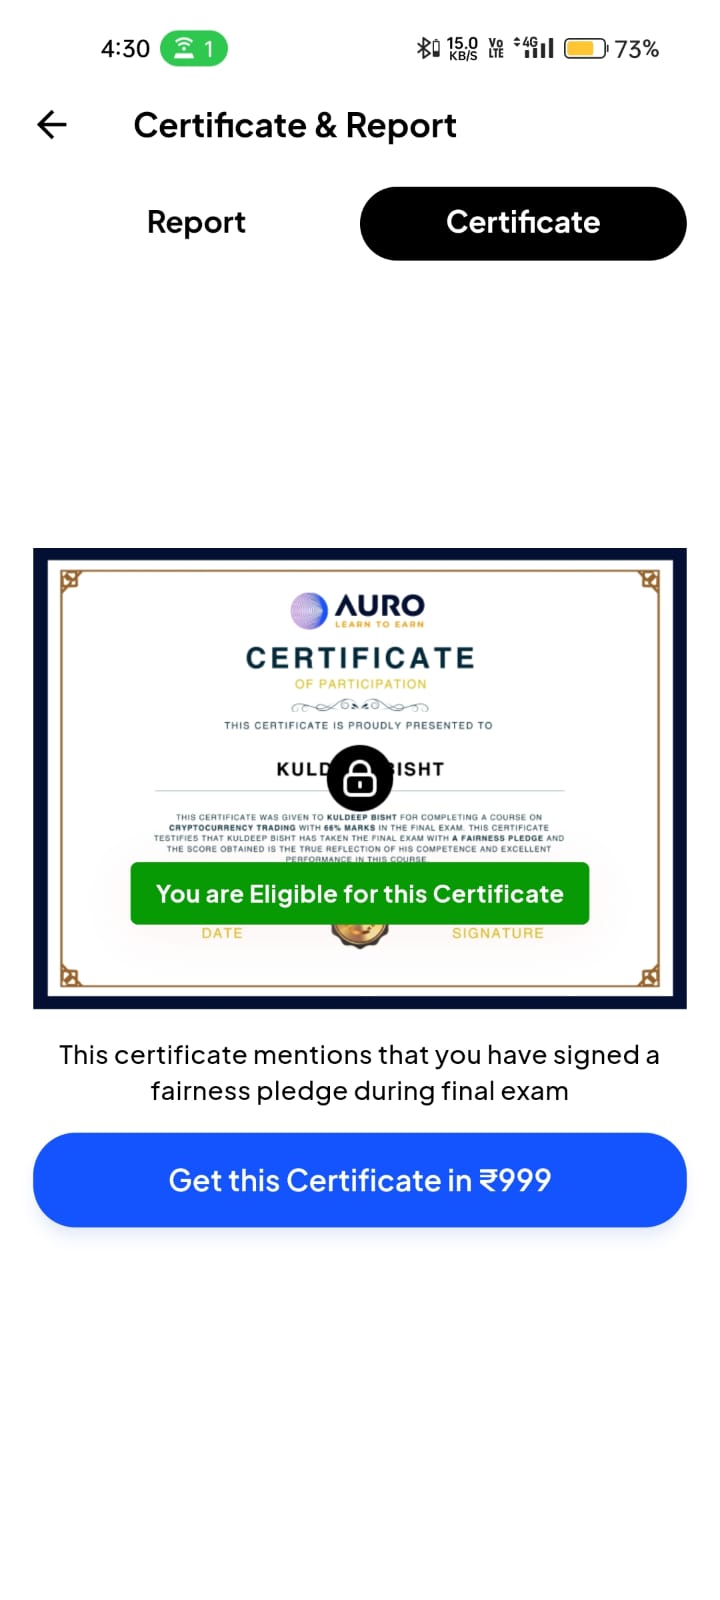 4:30 1 15.0 KB/S Vo LTE 4G 73%
Certificate & Report
Report Certificate
AURO
LEARN TO EARN
CERTIFICATE
OF PARTICIPATION
THIS CERTIFICATE IS PROUDLY PRESENTED TO
KULD ISHT
THIS CERTIFICATE WAS GIVEN TO KULDEEP BISHT FOR COMPLETING A COURSE ON
CRYPTOCURRENCY TRADING WITH 66% MARKS IN THE FINAL EXAM. THIS CERTIFICATE
TESTIFIES THAT KULDEEP BISHT HAS TAKEN THE FINAL EXAM WITH A FAIRNESS PLEDGE AND
THE SCORE OBTAINED IS THE TRUE REFLECTION OF HIS COMPETENCE AND EXCELLENT
PERFORMANCE IN THIS COURSE.
You are Eligible for this Certificate
DATE SIGNATURE
This certificate mentions that you have signed a
fairness pledge during final exam
Get this Certificate in ₹999